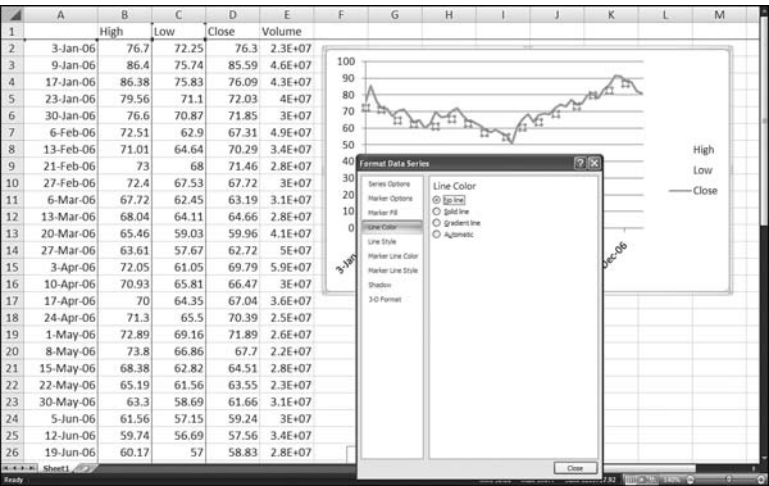 A B C D E F G H I J K L M
1 High Low Close Volume
2 3-Jan-06 76.7 72.25 76.3 2.3E+07
3 9-Jan-06 86.4 75.74 85.59 4.6E+07
4 17-Jan-06 86.38 75.83 76.09 4.3E+07
5 23-Jan-06 79.56 71.1 72.03 4E+07
6 30-Jan-06 76.6 70.87 71.85 3E+07
7 6-Feb-06 72.51 62.9 67.31 4.9E+07
8 13-Feb-06 71.01 64.64 70.29 3.4E+07
9 21-Feb-06 73 68 71.46 2.8E+07
10 27-Feb-06 72.4 67.53 67.72 3E+07
11 6-Mar-06 67.72 62.45 63.19 3.1E+07
12 13-Mar-06 68.04 64.11 64.66 2.8E+07
13 20-Mar-06 65.46 59.03 59.96 4.1E+07
14 27-Mar-06 63.61 57.67 62.72 5E+07
15 3-Apr-06 72.05 61.05 69.79 5.9E+07
16 10-Apr-06 70.93 65.81 66.47 3E+07
17 17-Apr-06 70 64.35 67.04 3.6E+07
18 24-Apr-06 71.3 65.5 70.39 2.5E+07
19 1-May-06 72.89 69.16 71.89 2.6E+07
20 8-May-06 73.8 66.86 67.7 2.2E+07
21 15-May-06 68.38 62.82 64.51 2.8E+07
22 22-May-06 65.19 61.56 63.55 2.3E+07
23 30-May-06 63.3 58.69 61.66 3.1E+07
24 5-Jun-06 61.56 57.15 59.24 3E+07
25 12-Jun-06 59.74 56.69 57.56 3.4E+07
26 19-Jun-06 60.17 57 58.83 2.8E+07
100
90
80
70
60
50
40
30
20
10
0
3-Jan
Dec-06
High
Low
Close
Format Data Series
Series Options
Marker Options
Marker Fill
Line Color
Line Style
Marker Line Color
Marker Line Style
Shadow
3-D Format
Line Color
No line
Solid line
Gradient line
Automatic
Close
Sheet1
Ready
140%